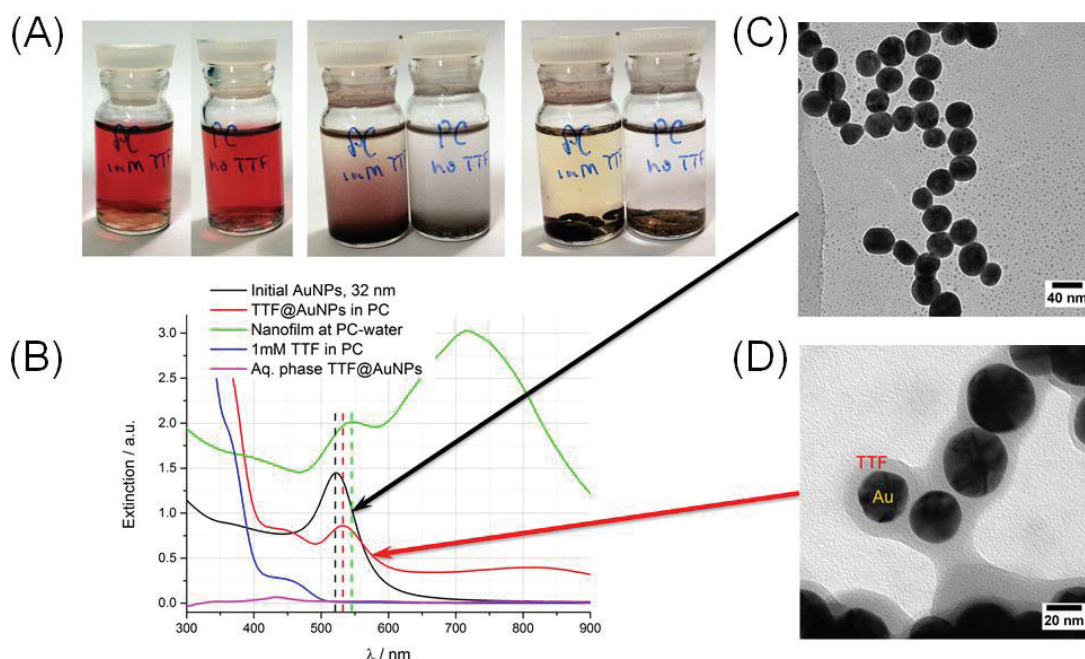 (A)
PC
1mM TTF
PC
no TTF
PC
1mM TTF
PC
no TTF
PC
1mM TTF
PC
no TTF
(C)
40 nm
(B)
Initial AuNPs, 32 nm
TTF@AuNPs in PC
Nanofilm at PC-water
1mM TTF in PC
Aq. phase TTF@AuNPs
Extinction / a.u.
3.0
2.5
2.0
1.5
1.0
0.5
0.0
300 400 500 600 700 800 900
λ / nm
(D)
TTF
Au
20 nm